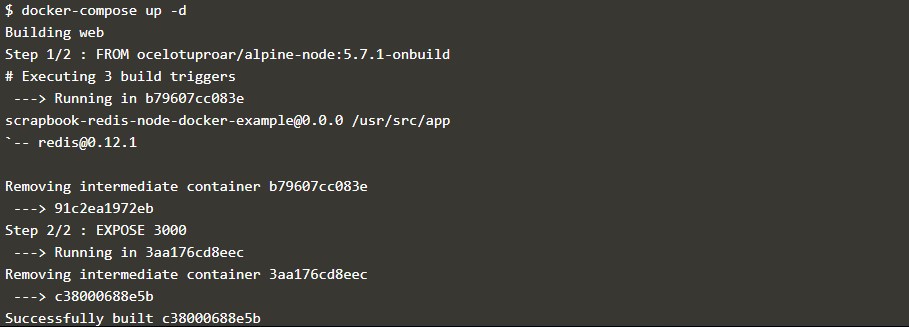 $ docker-compose up -d
Building web
Step 1/2 : FROM ocelotuproar/alpine-node:5.7.1-onbuild
# Executing 3 build triggers
 ---> Running in b79607cc083e
scrapbook-redis-node-docker-example@0.0.0 /usr/src/app
`-- redis@0.12.1

Removing intermediate container b79607cc083e
 ---> 91c2ea1972eb
Step 2/2 : EXPOSE 3000
 ---> Running in 3aa176cd8eec
Removing intermediate container 3aa176cd8eec
 ---> c38000688e5b
Successfully built c38000688e5b